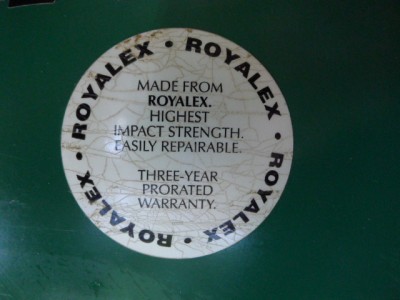 ROYALEX • ROYALEX • ROYALEX • ROYALEX •
MADE FROM
ROYALEX.
HIGHEST
IMPACT STRENGTH.
EASILY REPAIRABLE.
THREE-YEAR
PRORATED
WARRANTY.